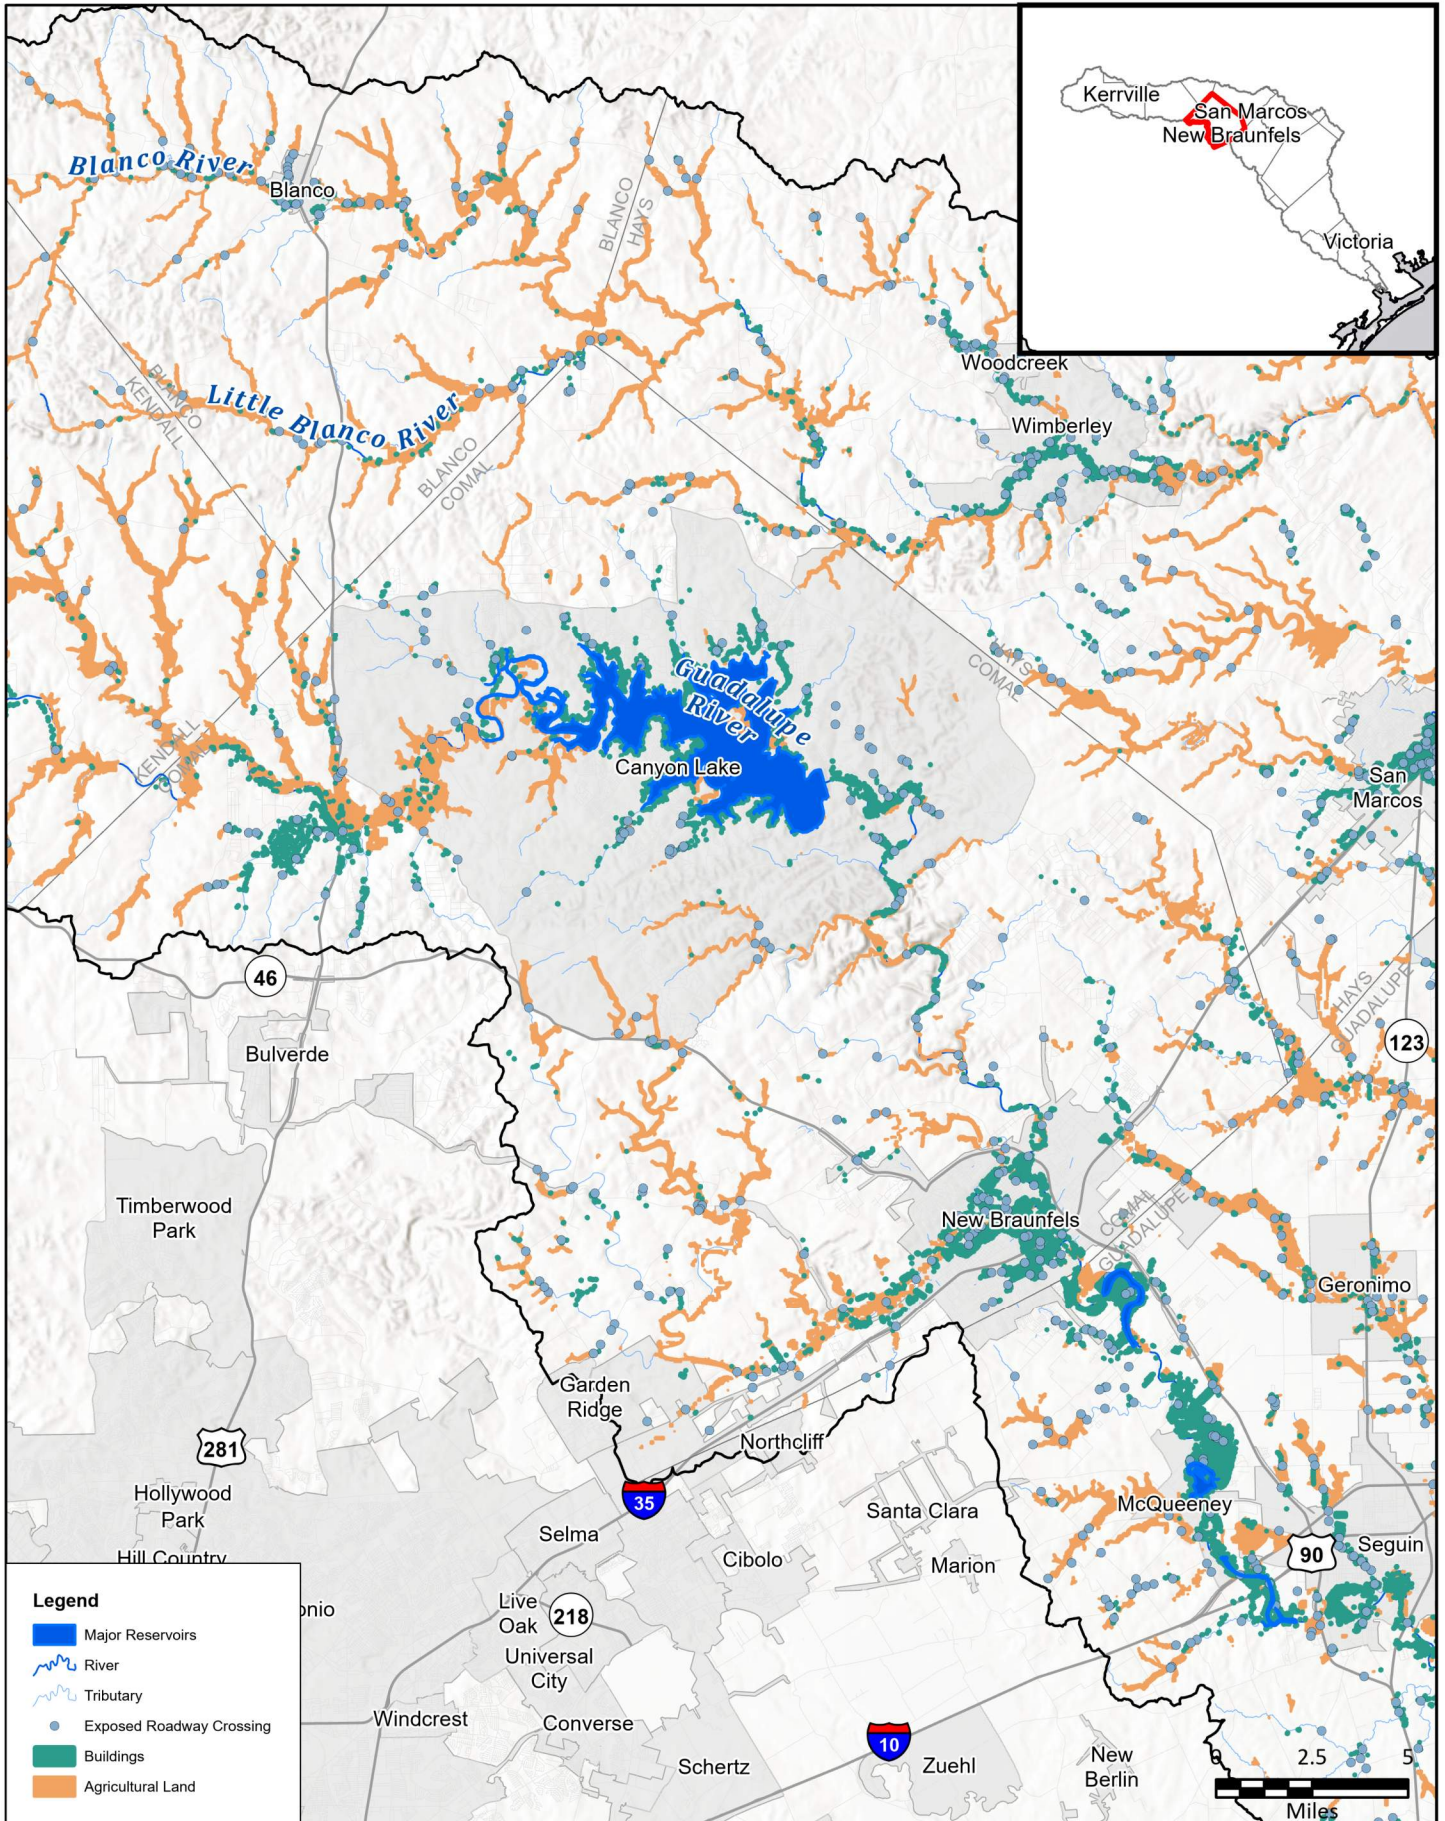 Kerrville
San Marcos
New Braunfels
Victoria
Blanco River
Blanco
BLANCO
HAYS
Woodcreek
Wimberley
BLANCO
KENDALL
Little Blanco River
BLANCO
COMAL
HAYS
COMAL
Guadalupe
River
Canyon Lake
KENDALL
COMAL
San
Marcos
46
HAYS
GUADALUPE
123
Bulverde
Timberwood
Park
New Braunfels
COMAL
GUADALUPE
Geronimo
Garden
Ridge
281
Northcliff
35
Hollywood
Park
McQueeney
Santa Clara
Selma
Cibolo
Marion
90
Seguin
Hill Country
onio
Live
Oak
218
Universal
City
Windcrest
Converse
10
Schertz
Zuehl
New
Berlin
Legend
Major Reservoirs
River
Tributary
Exposed Roadway Crossing
Buildings
Agricultural Land
0 2.5 5
Miles